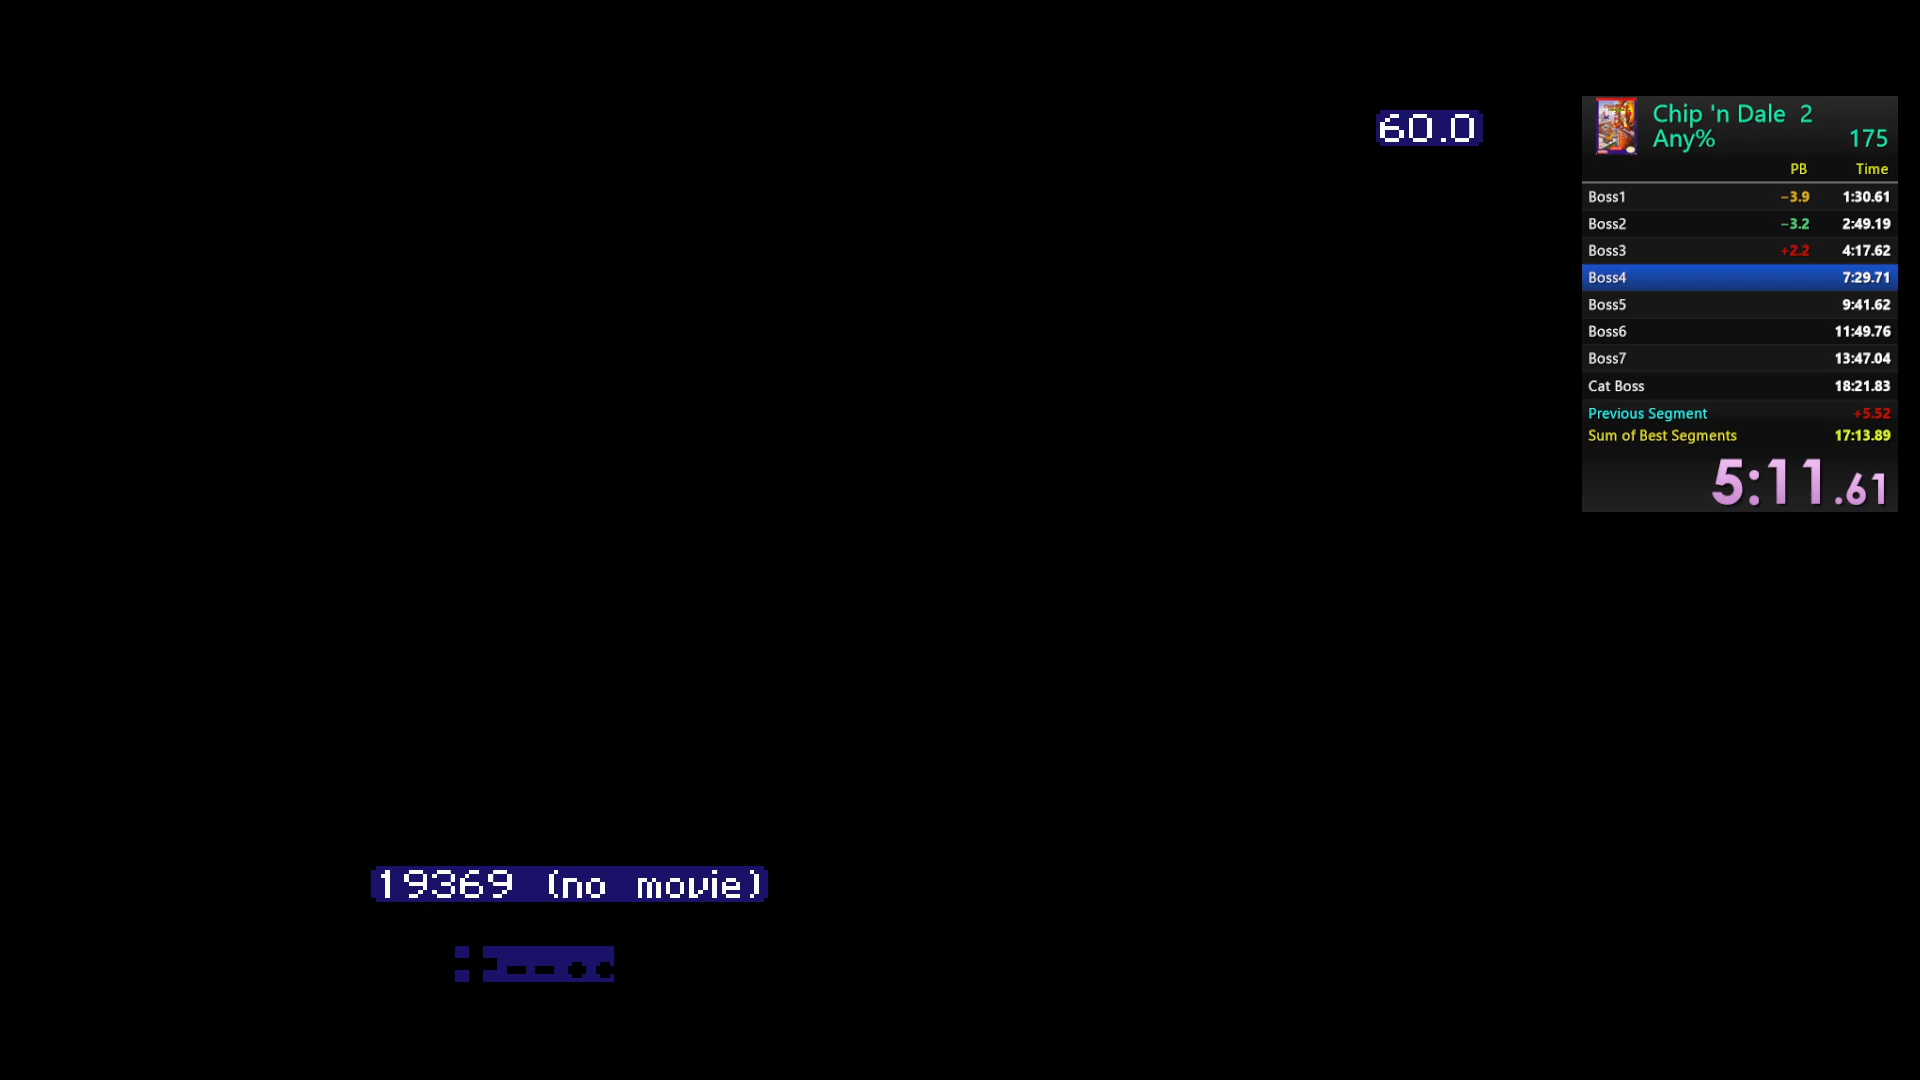 60.0
Chip 'n Dale 2
Any% 175
PB Time
Boss1 −3.9 1:30.61
Boss2 −3.2 2:49.19
Boss3 +2.2 4:17.62
Boss4 7:29.71
Boss5 9:41.62
Boss6 11:49.76
Boss7 13:47.04
Cat Boss 18:21.83
Previous Segment +5.52
Sum of Best Segments 17:13.89
5:11.61
19369 (no movie)